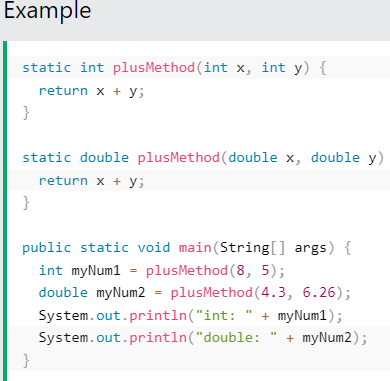 Example
static int plusMethod(int x, int y) {
  return x + y;
}
static double plusMethod(double x, double y)
  return x + y;
}
public static void main(String[] args) {
  int myNum1 = plusMethod(8, 5);
  double myNum2 = plusMethod(4.3, 6.26);
  System.out.println("int: " + myNum1);
  System.out.println("double: " + myNum2);
}